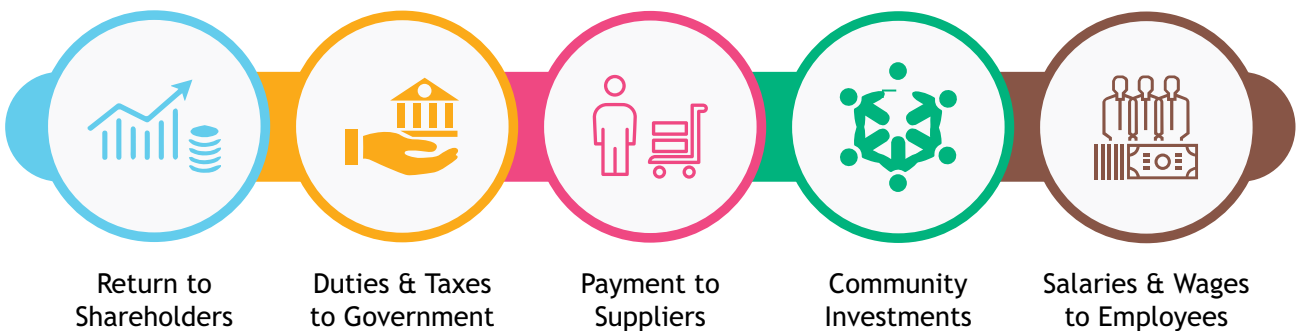 Return to
Shareholders
Duties & Taxes
to Government
Payment to
Suppliers
Community
Investments
Salaries & Wages
to Employees